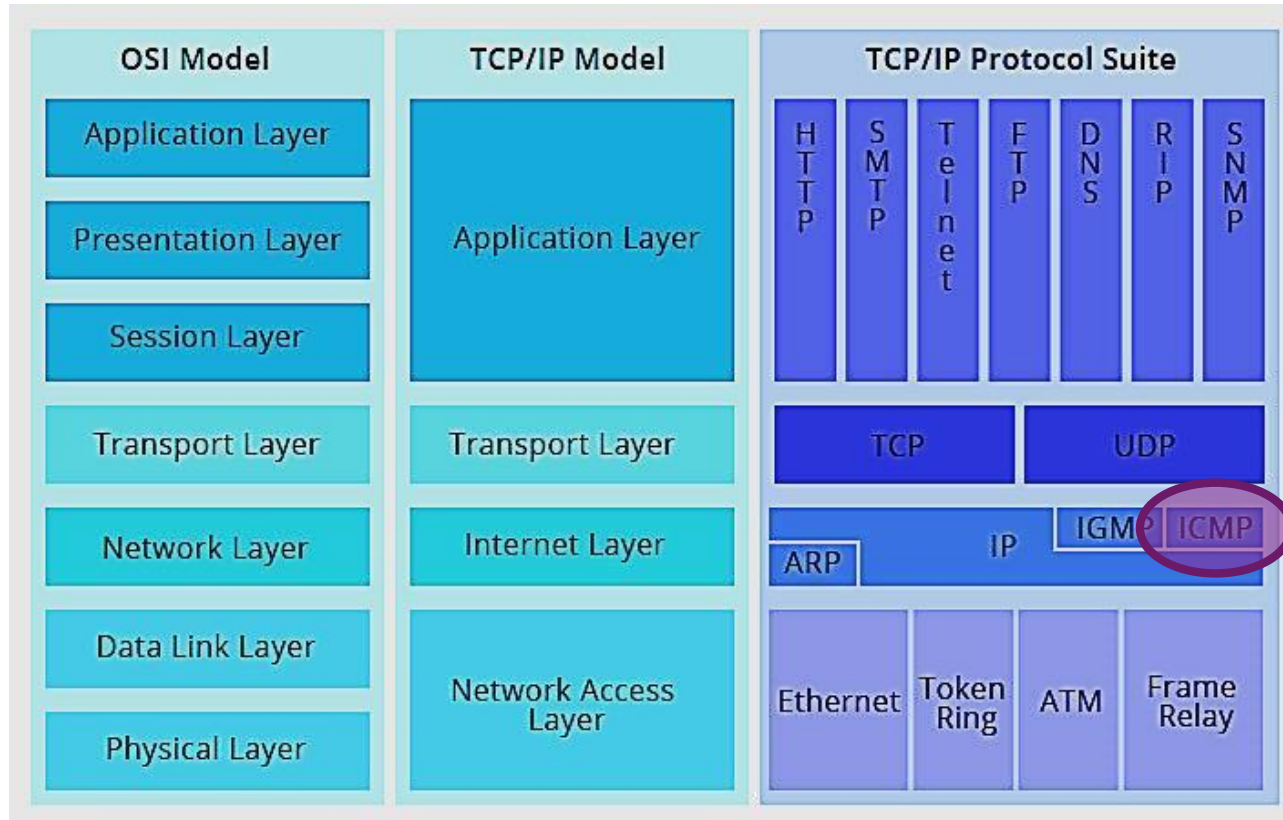 OSI Model
Application Layer
Presentation Layer
Session Layer
Transport Layer
Network Layer
Data Link Layer
Physical Layer
TCP/IP Model
Application Layer
Transport Layer
Internet Layer
Network Access
Layer
TCP/IP Protocol Suite
HTTP
SMTP
Telnet
FTP
DNS
RIP
SNMP
TCP
UDP
IP
ARP
IGMP
ICMP
Ethernet
Token
Ring
ATM
Frame
Relay